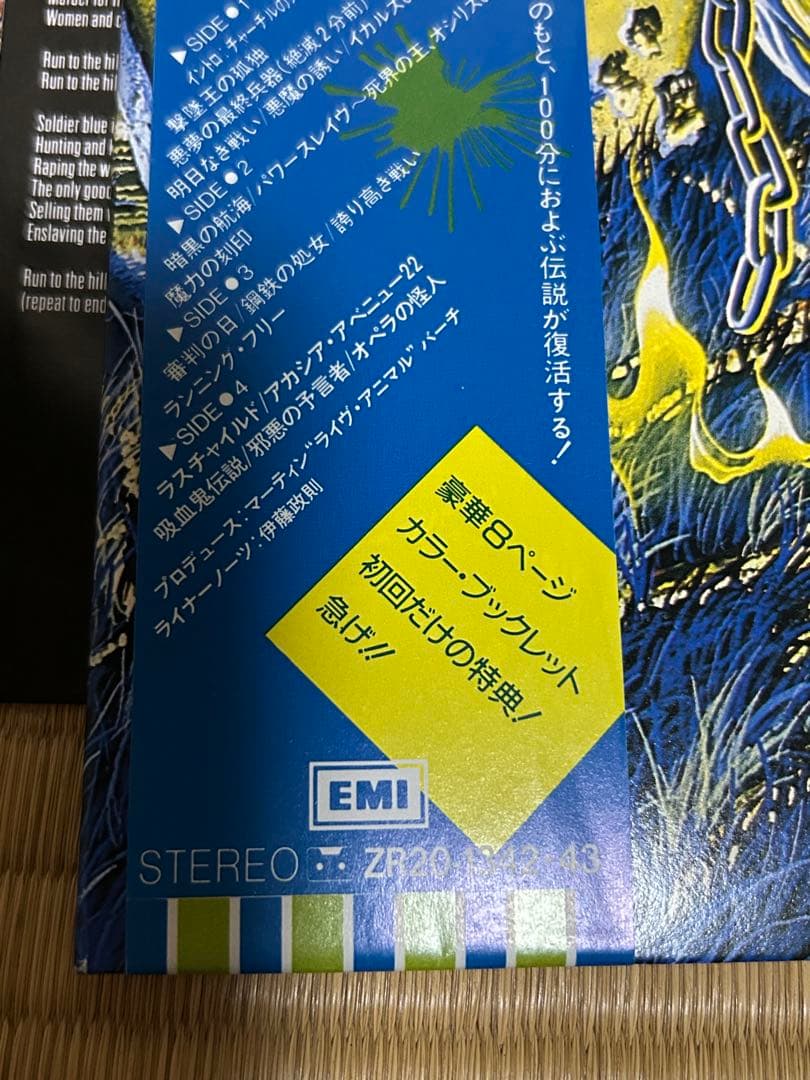 Women and c
Run to the hil
Run to the hil
Soldier blue i
Hunting and
Raping the w
The only good
Selling them
Enslaving the
Run to the hill
(repeat to end
のもと、100分におよぶ伝説が復活する!
▶SIDE●1
イントロ:チャーチルの
撃墜王の孤独
悪夢の最終兵器(絶滅2分前)
明日なき戦い/悪魔の誘い/イカルス
▶SIDE●2
暗黒の航海/パワースレイヴ〜死界の王、オシリス
魔力の刻印
▶SIDE●3
審判の日/鋼鉄の処女/誇り高き戦い
ランニング・フリー
▶SIDE●4
ラスチャイルド/アカシア・アベニュー22
吸血鬼伝説/邪悪の予言者/オペラの怪人
プロデュース:マーティン"ライヴ・アニマル"バーチ
ライナーノーツ:伊藤政則
豪華8ページ
カラー・ブックレット
初回だけの特典!
急げ!!
EMI
STEREO ZR20-1342-43